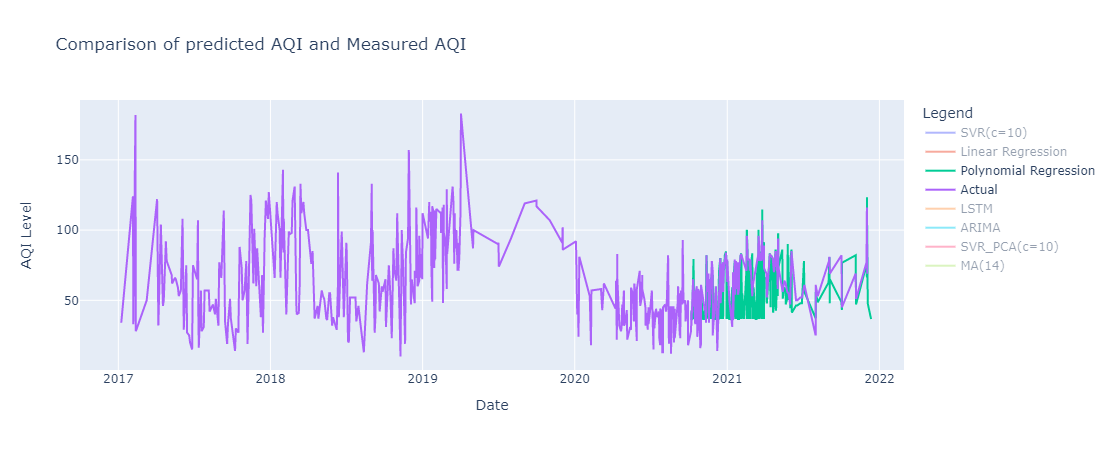 Comparison of predicted AQI and Measured AQI
Legend
SVR(c=10)
Linear Regression
Polynomial Regression
Actual
LSTM
ARIMA
SVR_PCA(c=10)
MA(14)
AQI Level
150
100
50
2017 2018 2019 2020 2021 2022
Date